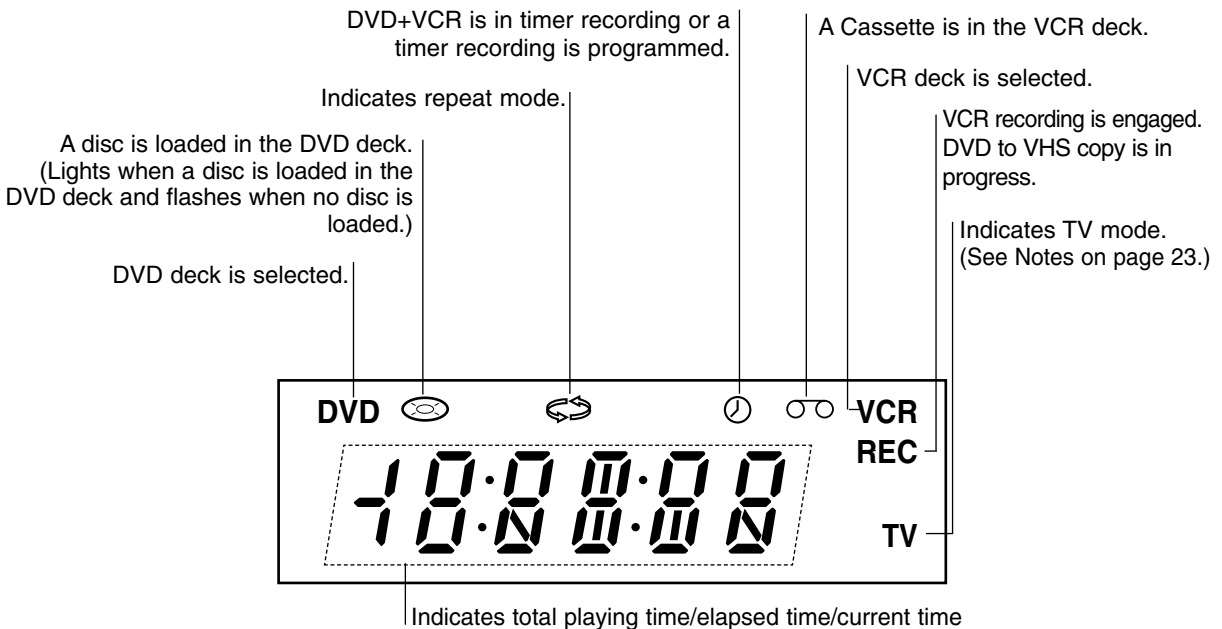 DVD+VCR is in timer recording or a
timer recording is programmed.
A Cassette is in the VCR deck.
VCR deck is selected.
Indicates repeat mode.
VCR recording is engaged.
DVD to VHS copy is in
progress.
A disc is loaded in the DVD deck.
(Lights when a disc is loaded in the
DVD deck and flashes when no disc is
loaded.)
Indicates TV mode.
(See Notes on page 23.)
DVD deck is selected.
DVD
VCR
REC
TV
Indicates total playing time/elapsed time/current time